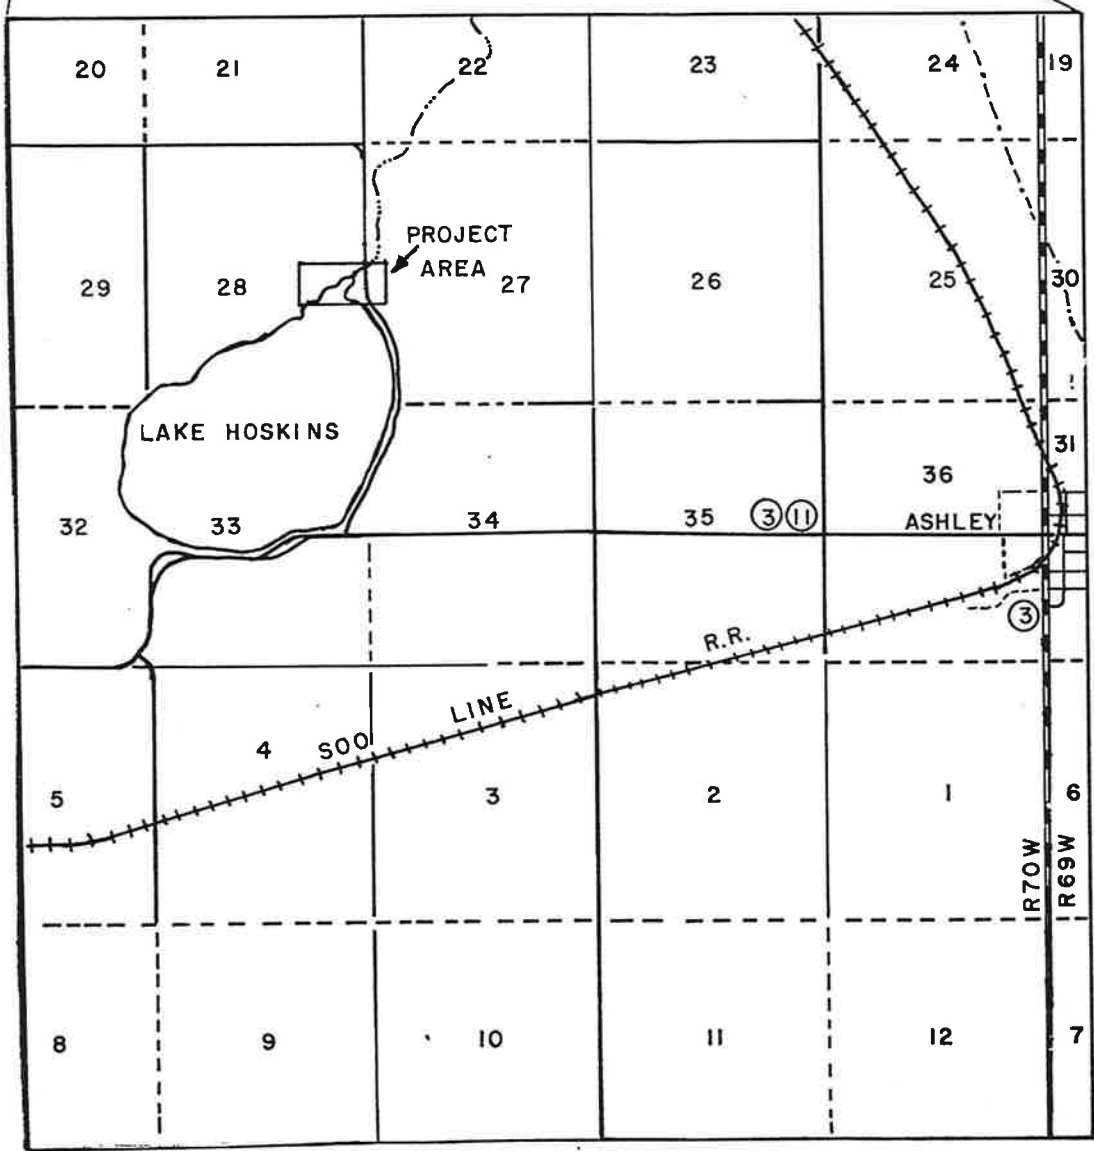 20 21 22 23 24 19
PROJECT
AREA
29 28 27 26 25 30
LAKE HOSKINS
31
36
32 33 34 35 3 11 ASHLEY
3
R.R.
LINE
SOO
4
5 3 2 1 6
R70W R69W
8 9 10 11 12 7